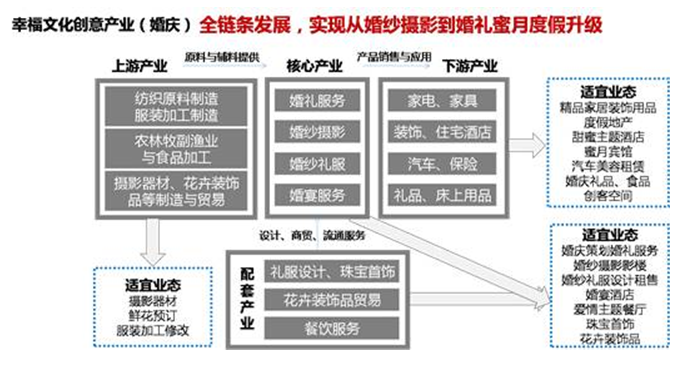 幸福文化创意产业（婚庆）全链条发展，实现从婚纱摄影到婚礼蜜月度假升级
上游产业
原料与辅料提供
核心产业
产品销售与应用
下游产业
纺织原料制造
服装加工制造
农林牧副渔业
与食品加工
摄影器材、花卉装饰
品等制造与贸易
婚礼服务
婚纱摄影
婚纱礼服
婚宴服务
家电、家具
装饰、住宅酒店
汽车、保险
礼品、床上用品
适宜业态
精品家居装饰用品
度假地产
甜蜜主题酒店
蜜月宾馆
汽车美容租赁
婚庆礼品、食品
创客空间
设计、商贸、流通服务
适宜业态
摄影器材
鲜花预订
服装加工修改
配套产业
礼服设计、珠宝首饰
花卉装饰品贸易
餐饮服务
适宜业态
婚庆策划婚礼服务
婚纱摄影影楼
婚纱礼服设计租售
婚宴酒店
爱情主题餐厅
珠宝首饰
花卉装饰品